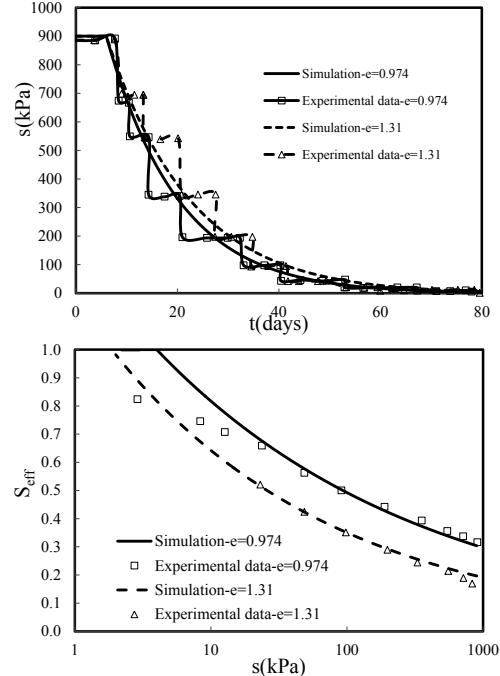 1000
900
800
700
600
500
400
300
200
100
0
s(kPa)
Simulation-e=0.974
Experimental data-e=0.974
Simulation-e=1.31
Experimental data-e=1.31
0 20 40 60 80
t(days)
1.0
0.9
0.8
0.7
0.6
0.5
0.4
0.3
0.2
0.1
0.0
Seff
Simulation-e=0.974
Experimental data-e=0.974
Simulation-e=1.31
Experimental data-e=1.31
1 10 100 1000
s(kPa)